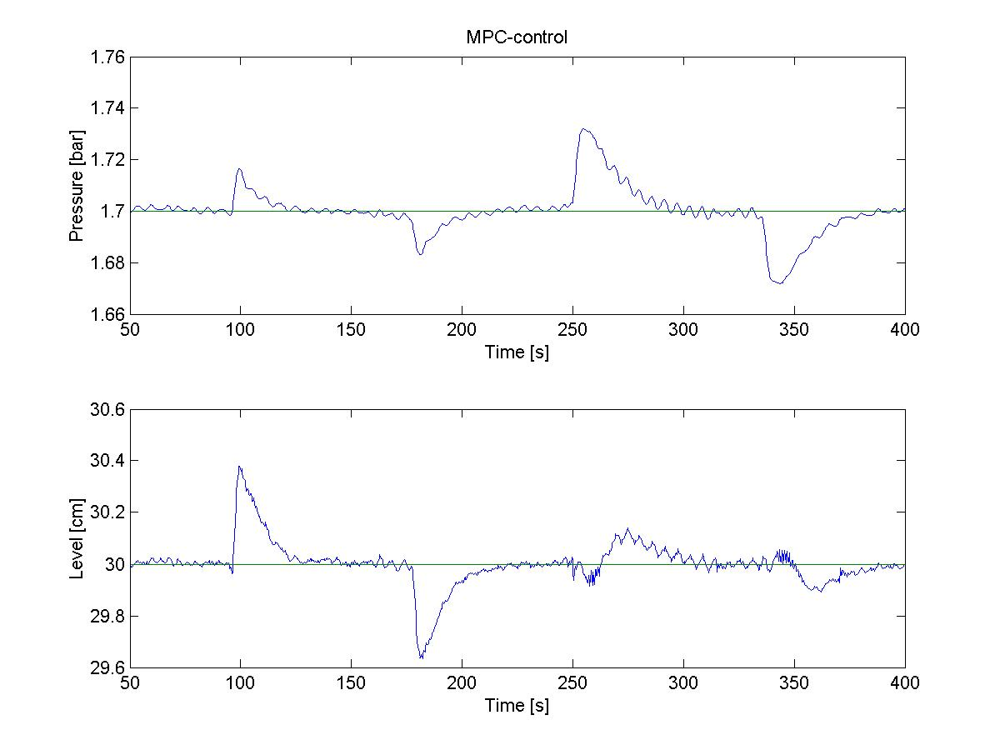 MPC-control
1.76
1.74
1.72
1.7
1.68
1.66
Pressure [bar]
50 100 150 200 250 300 350 400
Time [s]
30.6
30.4
30.2
30
29.8
29.6
Level [cm]
50 100 150 200 250 300 350 400
Time [s]